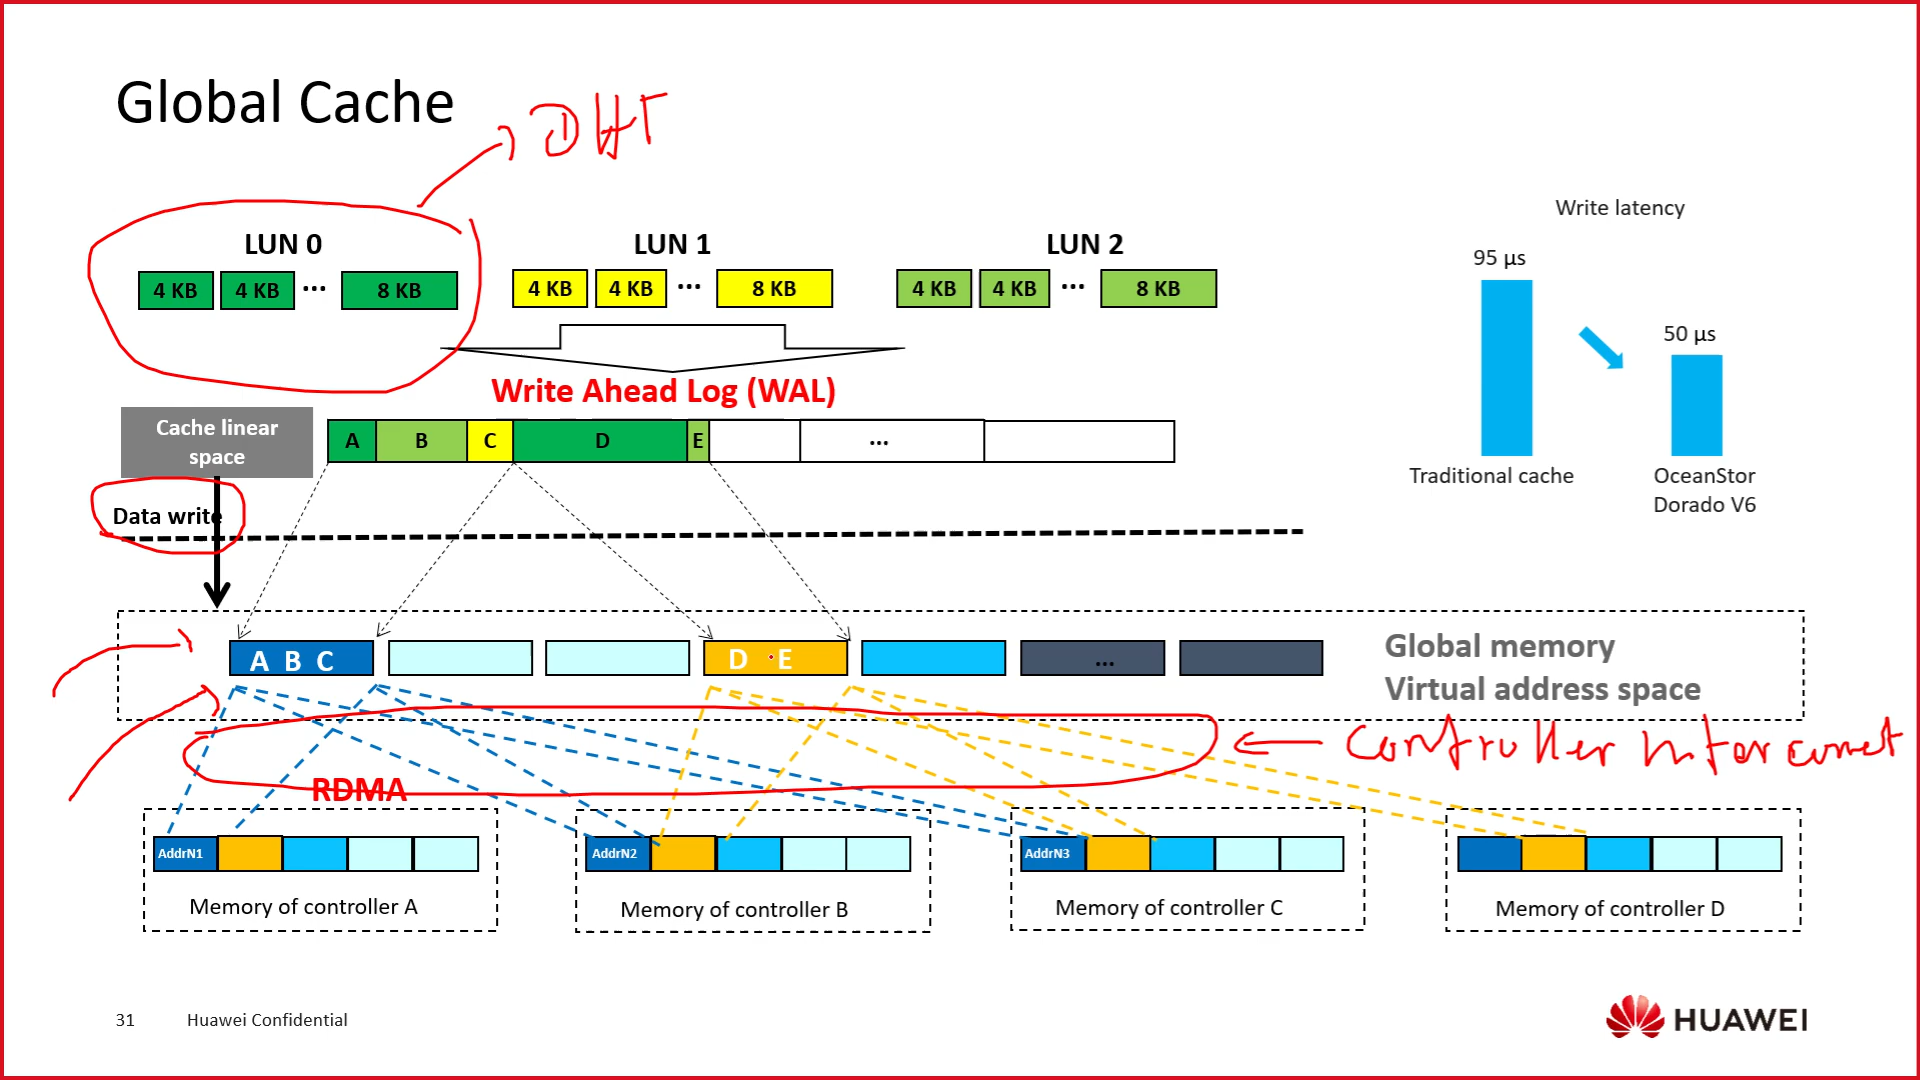 Global Cache
DHT
Write latency
LUN 0
LUN 1
LUN 2
95 µs
4 KB 4 KB ... 8 KB
4 KB 4 KB ... 8 KB
4 KB 4 KB ... 8 KB
50 µs
Write Ahead Log (WAL)
Cache linear
space
A B C D E ...
Traditional cache
OceanStor
Dorado V6
Data write
A B C
D E
...
Global memory
Virtual address space
Controller
RDMA
AddrN1
AddrN2
AddrN3
Memory of controller A
Memory of controller B
Memory of controller C
Memory of controller D
31
Huawei Confidential
HUAWEI